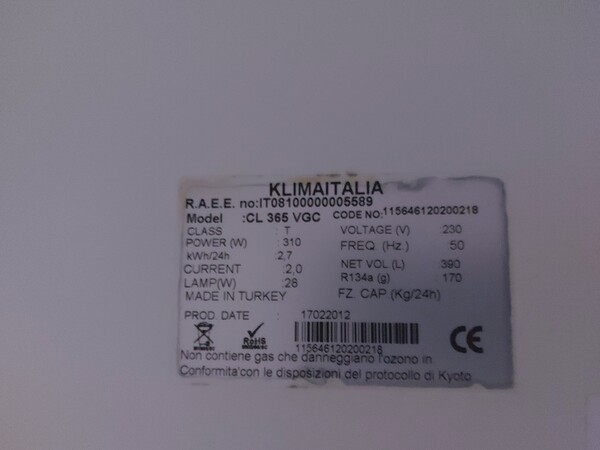 KLIMAITALIA
R.A.E.E. no:IT08100000005589
Model :CL 365 VGC CODE NO:115646120200218
CLASS : T VOLTAGE (V) :230
POWER (W) : 310 FREQ. (Hz.) : 50
kWh/24h :2,7 NET VOL (L) :390
CURRENT :2,0 R134a (g) :170
LAMP(W) :28 FZ. CAP (Kg/24h)
MADE IN TURKEY
PROD. DATE : 17022012
RoHS
CE
115646120200218
Non contiene gas che danneggiano l'ozono in
Conformita'con le disposizioni del protocollo di Kyoto